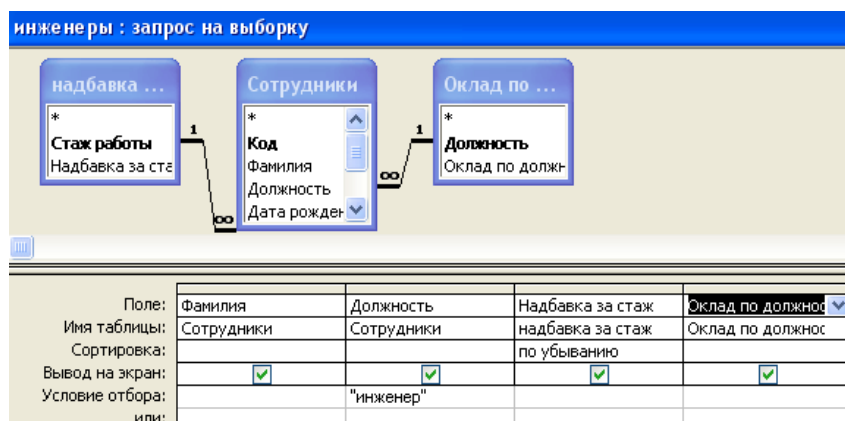 инженеры : запрос на выборку
надбавка ...
*
Стаж работы
Надбавка за ста
1
∞
Сотрудники
*
Код
Фамилия
Должность
Дата рожден
1
∞
Оклад по ...
*
Должность
Оклад по должн
Поле: Фамилия Должность Надбавка за стаж Оклад по должнос
Имя таблицы: Сотрудники Сотрудники надбавка за стаж Оклад по должнос
Сортировка: по убыванию
Вывод на экран:
Условие отбора: "инженер"
или: